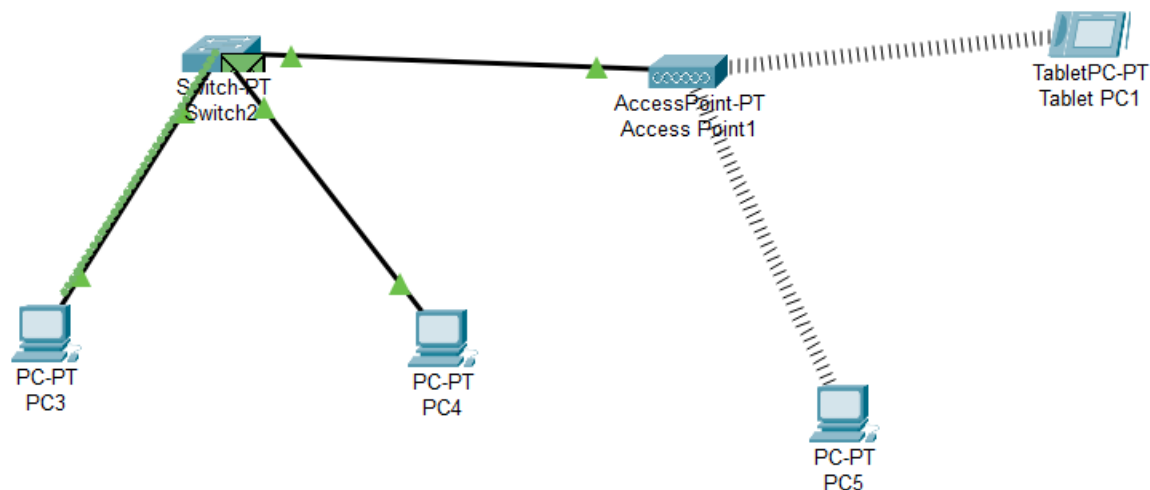 Switch-PT
Switch2
AccessPoint-PT
Access Point1
TabletPC-PT
Tablet PC1
PC-PT
PC3
PC-PT
PC4
PC-PT
PC5